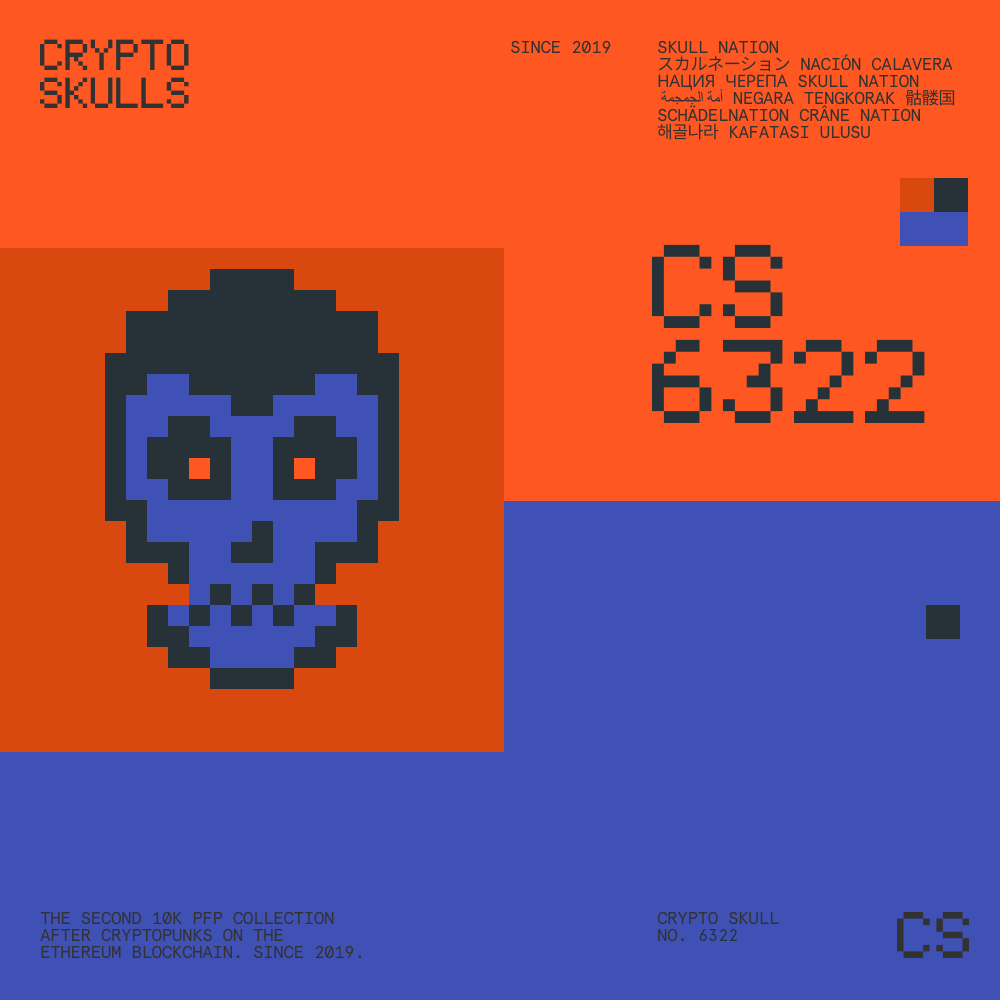 CRYPTO
SKULLS
SINCE 2019
SKULL NATION
スカルネーション NACIÓN CALAVERA
НАЦИЯ ЧЕРЕПА SKULL NATION
أمة الجمجمة NEGARA TENGKORAK 骷髅国
SCHÄDELNATION CRÂNE NATION
해골나라 KAFATASI ULUSU
CS
6322
THE SECOND 10K PFP COLLECTION
AFTER CRYPTOPUNKS ON THE
ETHEREUM BLOCKCHAIN. SINCE 2019.
CRYPTO SKULL
NO. 6322
CS